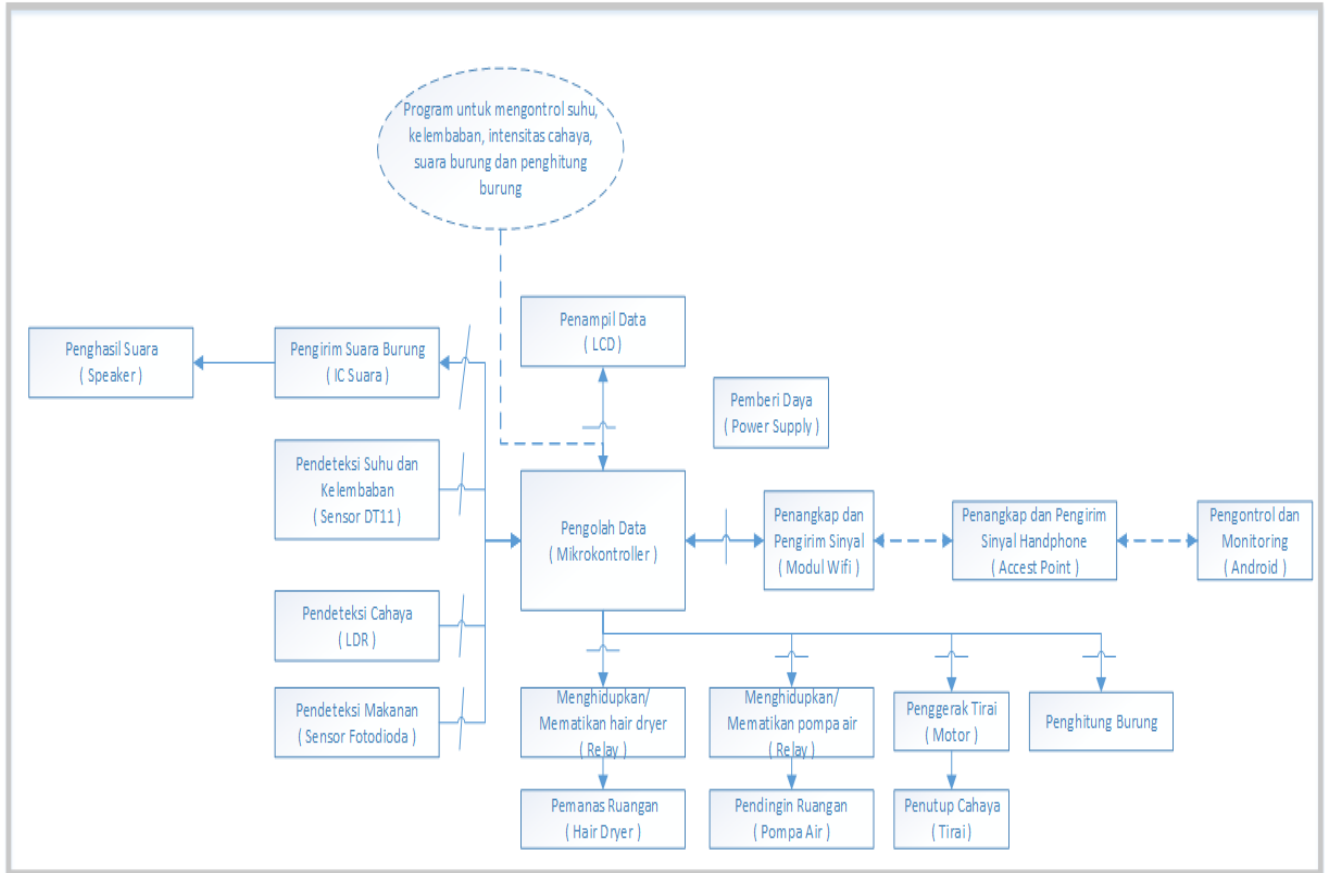 Program untuk mengontrol suhu,
kelembaban, intensitas cahaya,
suara burung dan penghitung
burung
Penampil Data
( LCD )
Penghasil Suara
( Speaker )
Pengirim Suara Burung
( IC Suara )
Pemberi Daya
( Power Supply )
Pendeteksi Suhu dan
Kelembaban
( Sensor DT11 )
Pengolah Data
( Mikrokontroller )
Penangkap dan
Pengirim Sinyal
( Modul Wifi )
Penangkap dan Pengirim
Sinyal Handphone
( Accest Point )
Pengontrol dan
Monitoring
( Android )
Pendeteksi Cahaya
( LDR )
Pendeteksi Makanan
( Sensor Fotodioda )
Menghidupkan/
Mematikan hair dryer
( Relay )
Menghidupkan/
Mematikan pompa air
( Relay )
Penggerak Tirai
( Motor )
Penghitung Burung
Pemanas Ruangan
( Hair Dryer )
Pendingin Ruangan
( Pompa Air )
Penutup Cahaya
( Tirai )